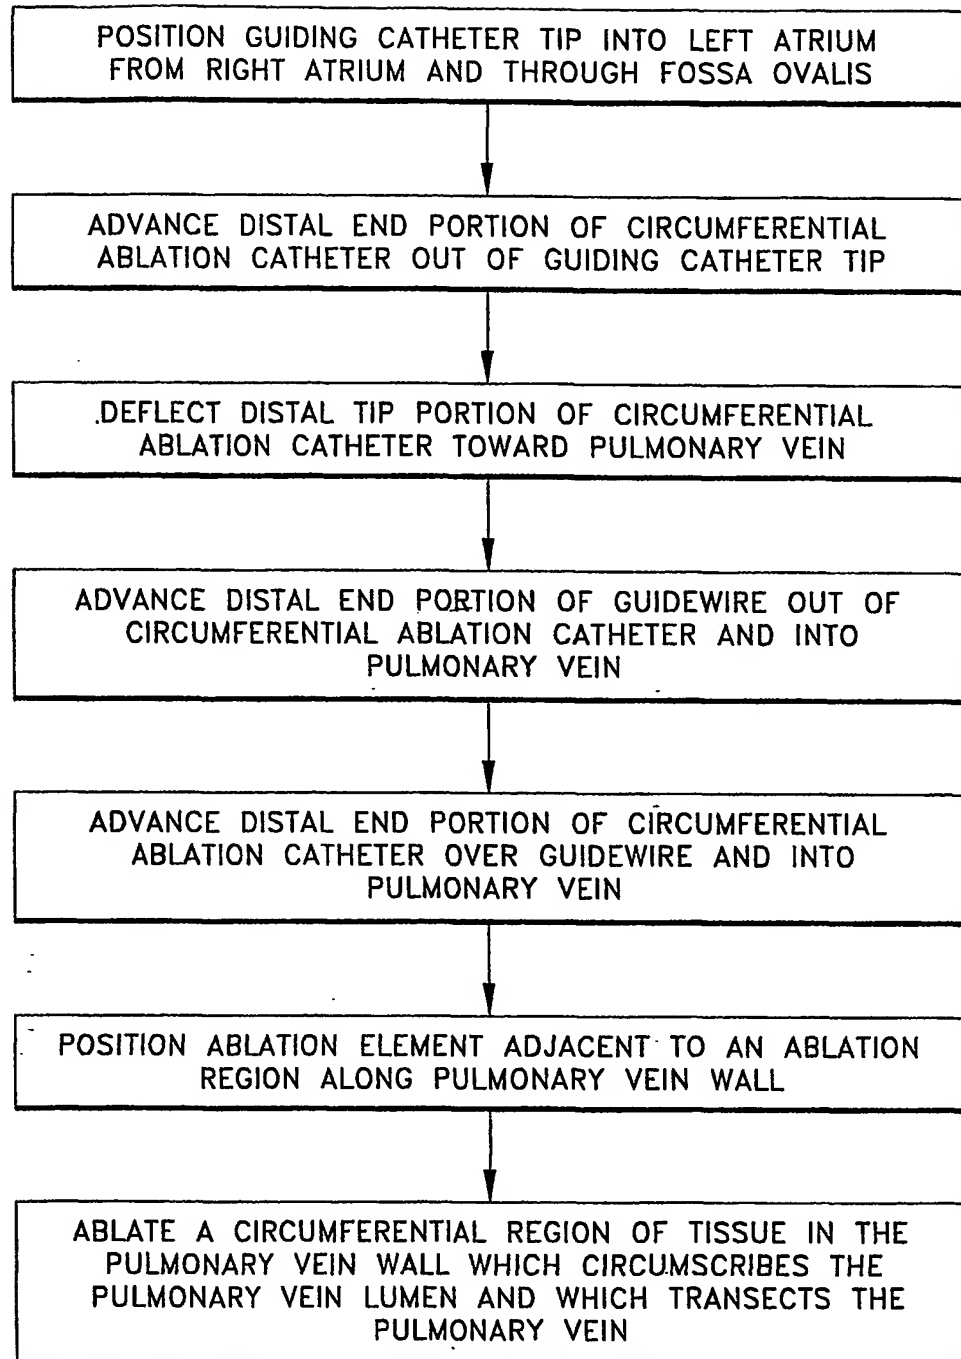 POSITION GUIDING CATHETER TIP INTO LEFT ATRIUM
FROM RIGHT ATRIUM AND THROUGH FOSSA OVALIS
ADVANCE DISTAL END PORTION OF CIRCUMFERENTIAL
ABLATION CATHETER OUT OF GUIDING CATHETER TIP
DEFLECT DISTAL TIP PORTION OF CIRCUMFERENTIAL
ABLATION CATHETER TOWARD PULMONARY VEIN
ADVANCE DISTAL END PORTION OF GUIDEWIRE OUT OF
CIRCUMFERENTIAL ABLATION CATHETER AND INTO
PULMONARY VEIN
ADVANCE DISTAL END PORTION OF CIRCUMFERENTIAL
ABLATION CATHETER OVER GUIDEWIRE AND INTO
PULMONARY VEIN
POSITION ABLATION ELEMENT ADJACENT TO AN ABLATION
REGION ALONG PULMONARY VEIN WALL
ABLATE A CIRCUMFERENTIAL REGION OF TISSUE IN THE
PULMONARY VEIN WALL WHICH CIRCUMSCRIBES THE
PULMONARY VEIN LUMEN AND WHICH TRANSECTS THE
PULMONARY VEIN